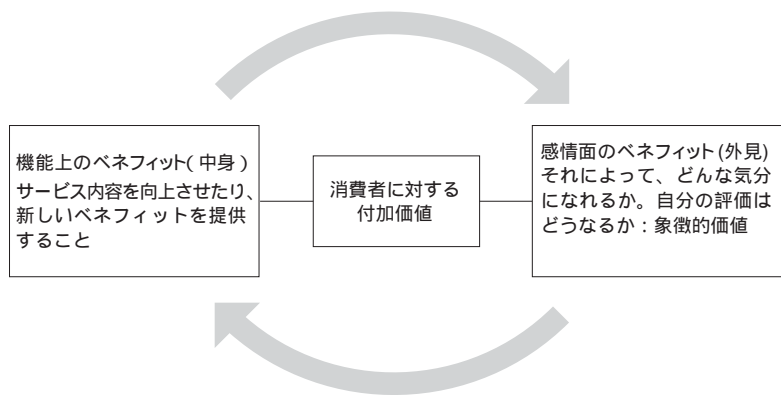 機能上のベネフィット(中身)
サービス内容を向上させたり、
新しいベネフィットを提供
すること
消費者に対する
付加価値
感情面のベネフィット(外見)
それによって、どんな気分
になれるか。自分の評価は
どうなるか：象徴的価値